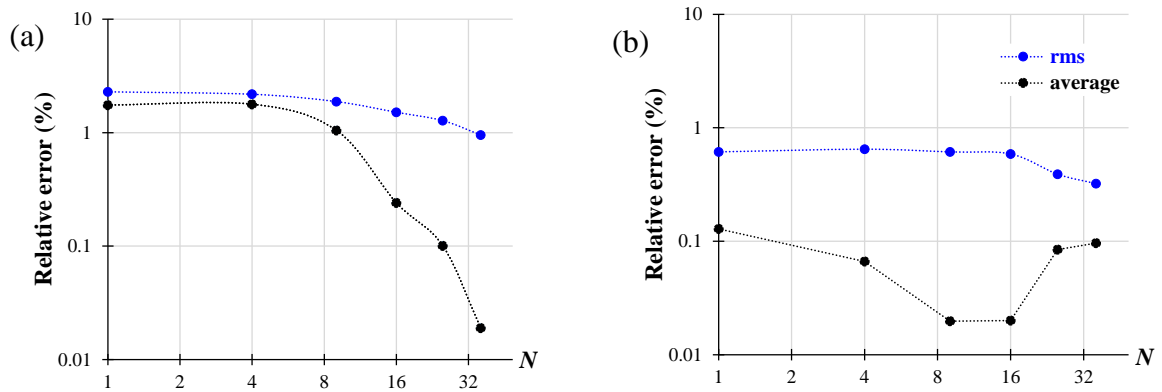 (a)
Relative error (%)
10
1
0.1
0.01
1 2 4 8 16 32
N
(b)
Relative error (%)
10
1
0.1
0.01
1 2 4 8 16 32
N
rms
average